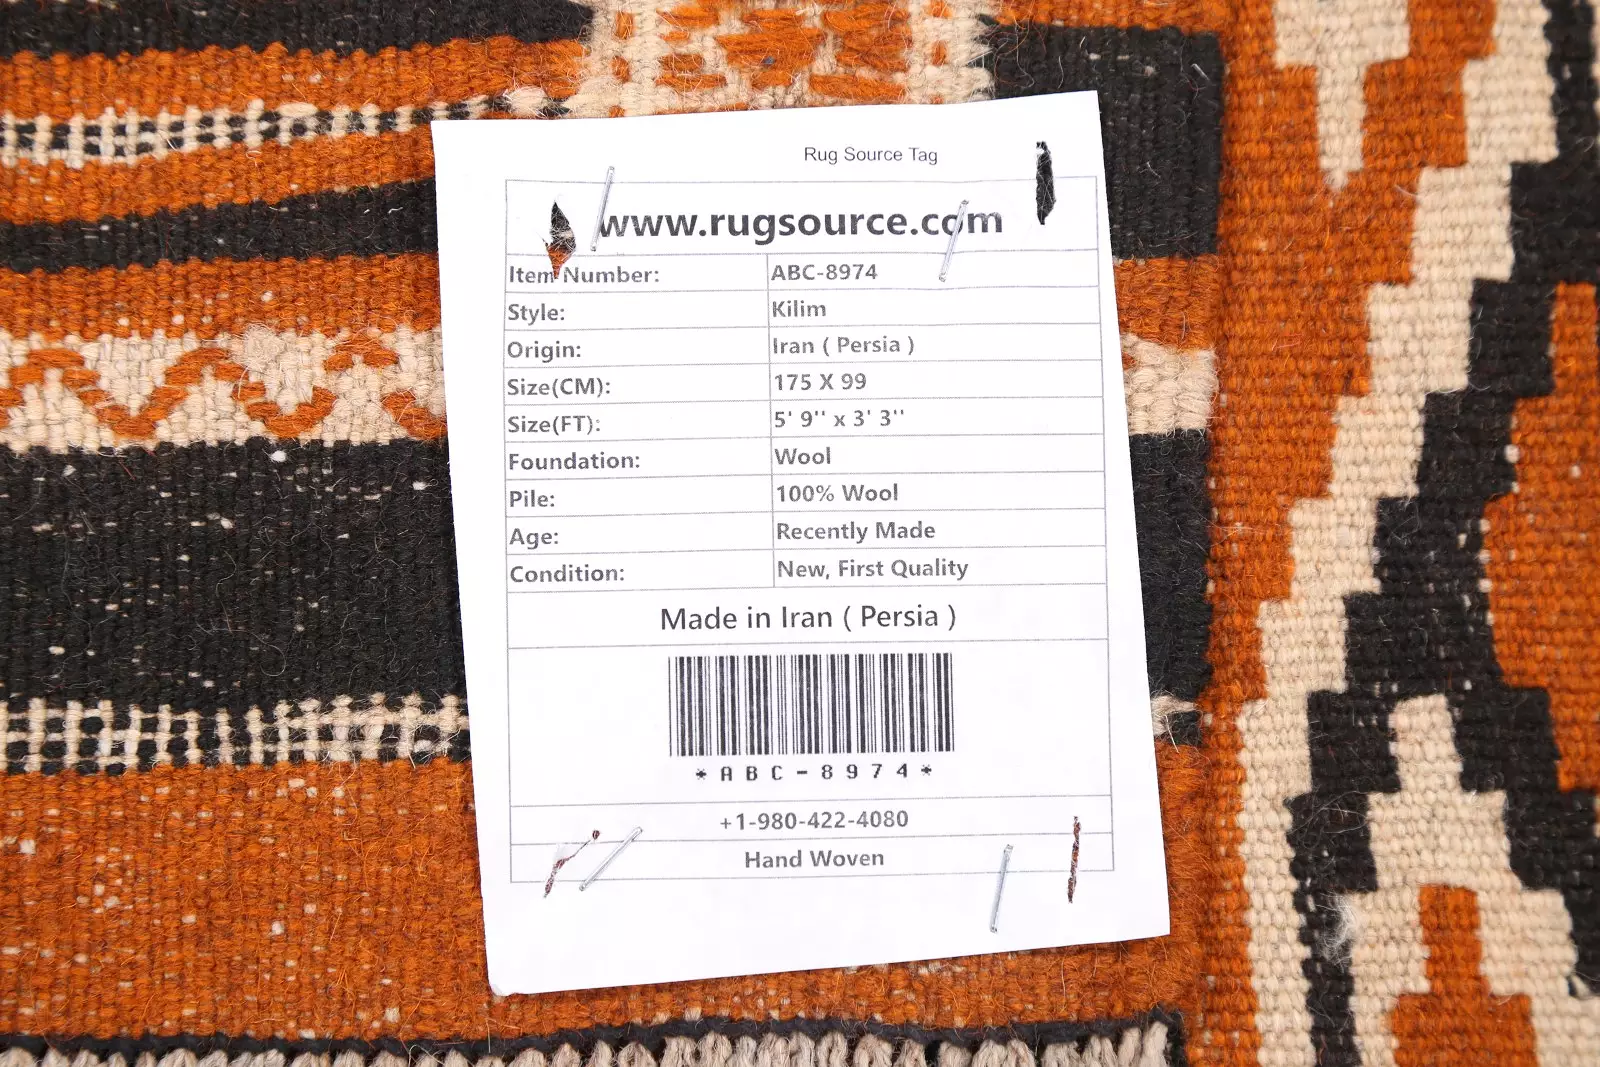 Rug Source Tag
www.rugsource.com
Item Number: ABC-8974
Style: Kilim
Origin: Iran ( Persia )
Size(CM): 175 X 99
Size(FT): 5' 9'' x 3' 3''
Foundation: Wool
Pile: 100% Wool
Age: Recently Made
Condition: New, First Quality
Made in Iran ( Persia )
*ABC-8974*
+1-980-422-4080
Hand Woven